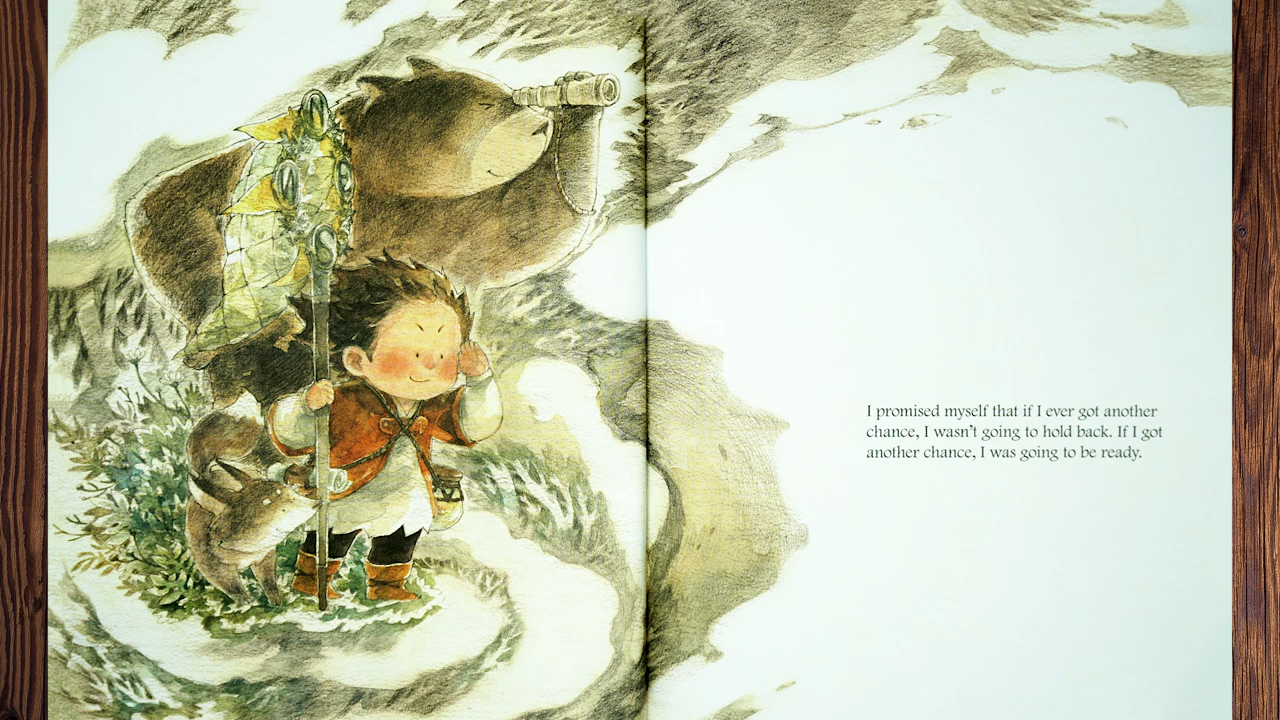 I promised myself that if I ever got another
chance, I wasn't going to hold back. If I got
another chance, I was going to be ready.